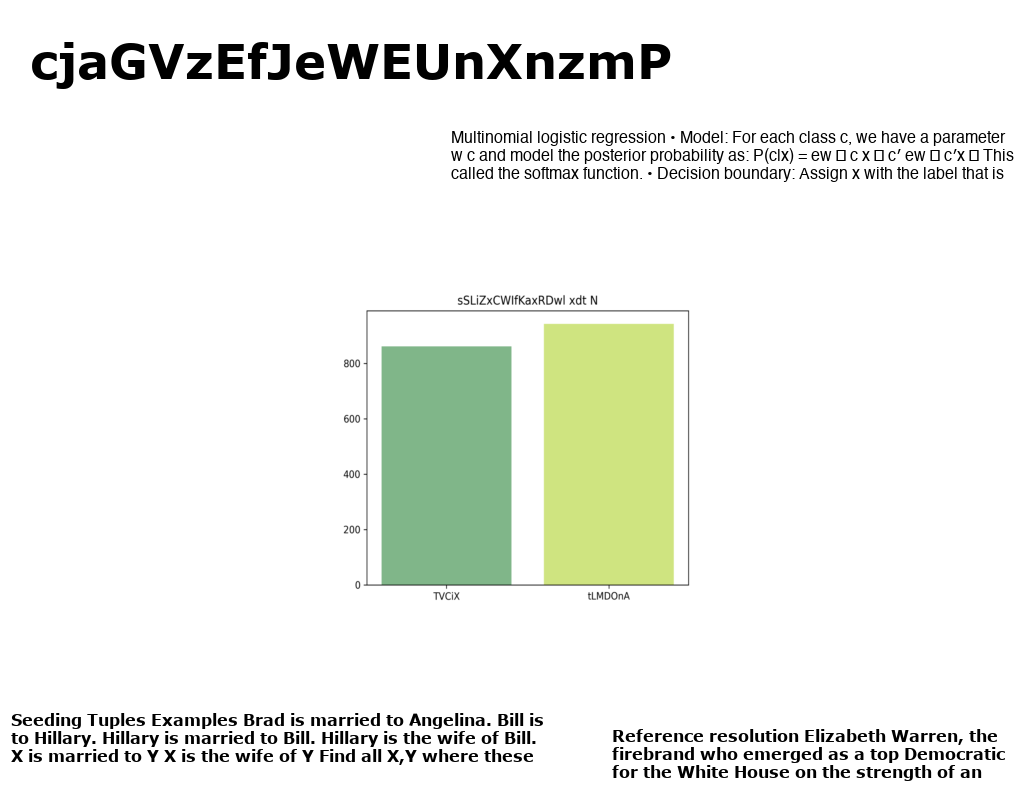 cjaGVzEfJeWEUnXnzmP
Multinomial logistic regression • Model: For each class c, we have a parameter
w c and model the posterior probability as: P(c|x) = ew □ c x □ c′ ew □ c′x □ This
called the softmax function. • Decision boundary: Assign x with the label that is
sSLiZxCWIfKaxRDwl xdt N
800
600
400
200
0
TVCiX tLMDOnA
Seeding Tuples Examples Brad is married to Angelina. Bill is
to Hillary. Hillary is married to Bill. Hillary is the wife of Bill.
X is married to Y X is the wife of Y Find all X,Y where these
Reference resolution Elizabeth Warren, the
firebrand who emerged as a top Democratic
for the White House on the strength of an